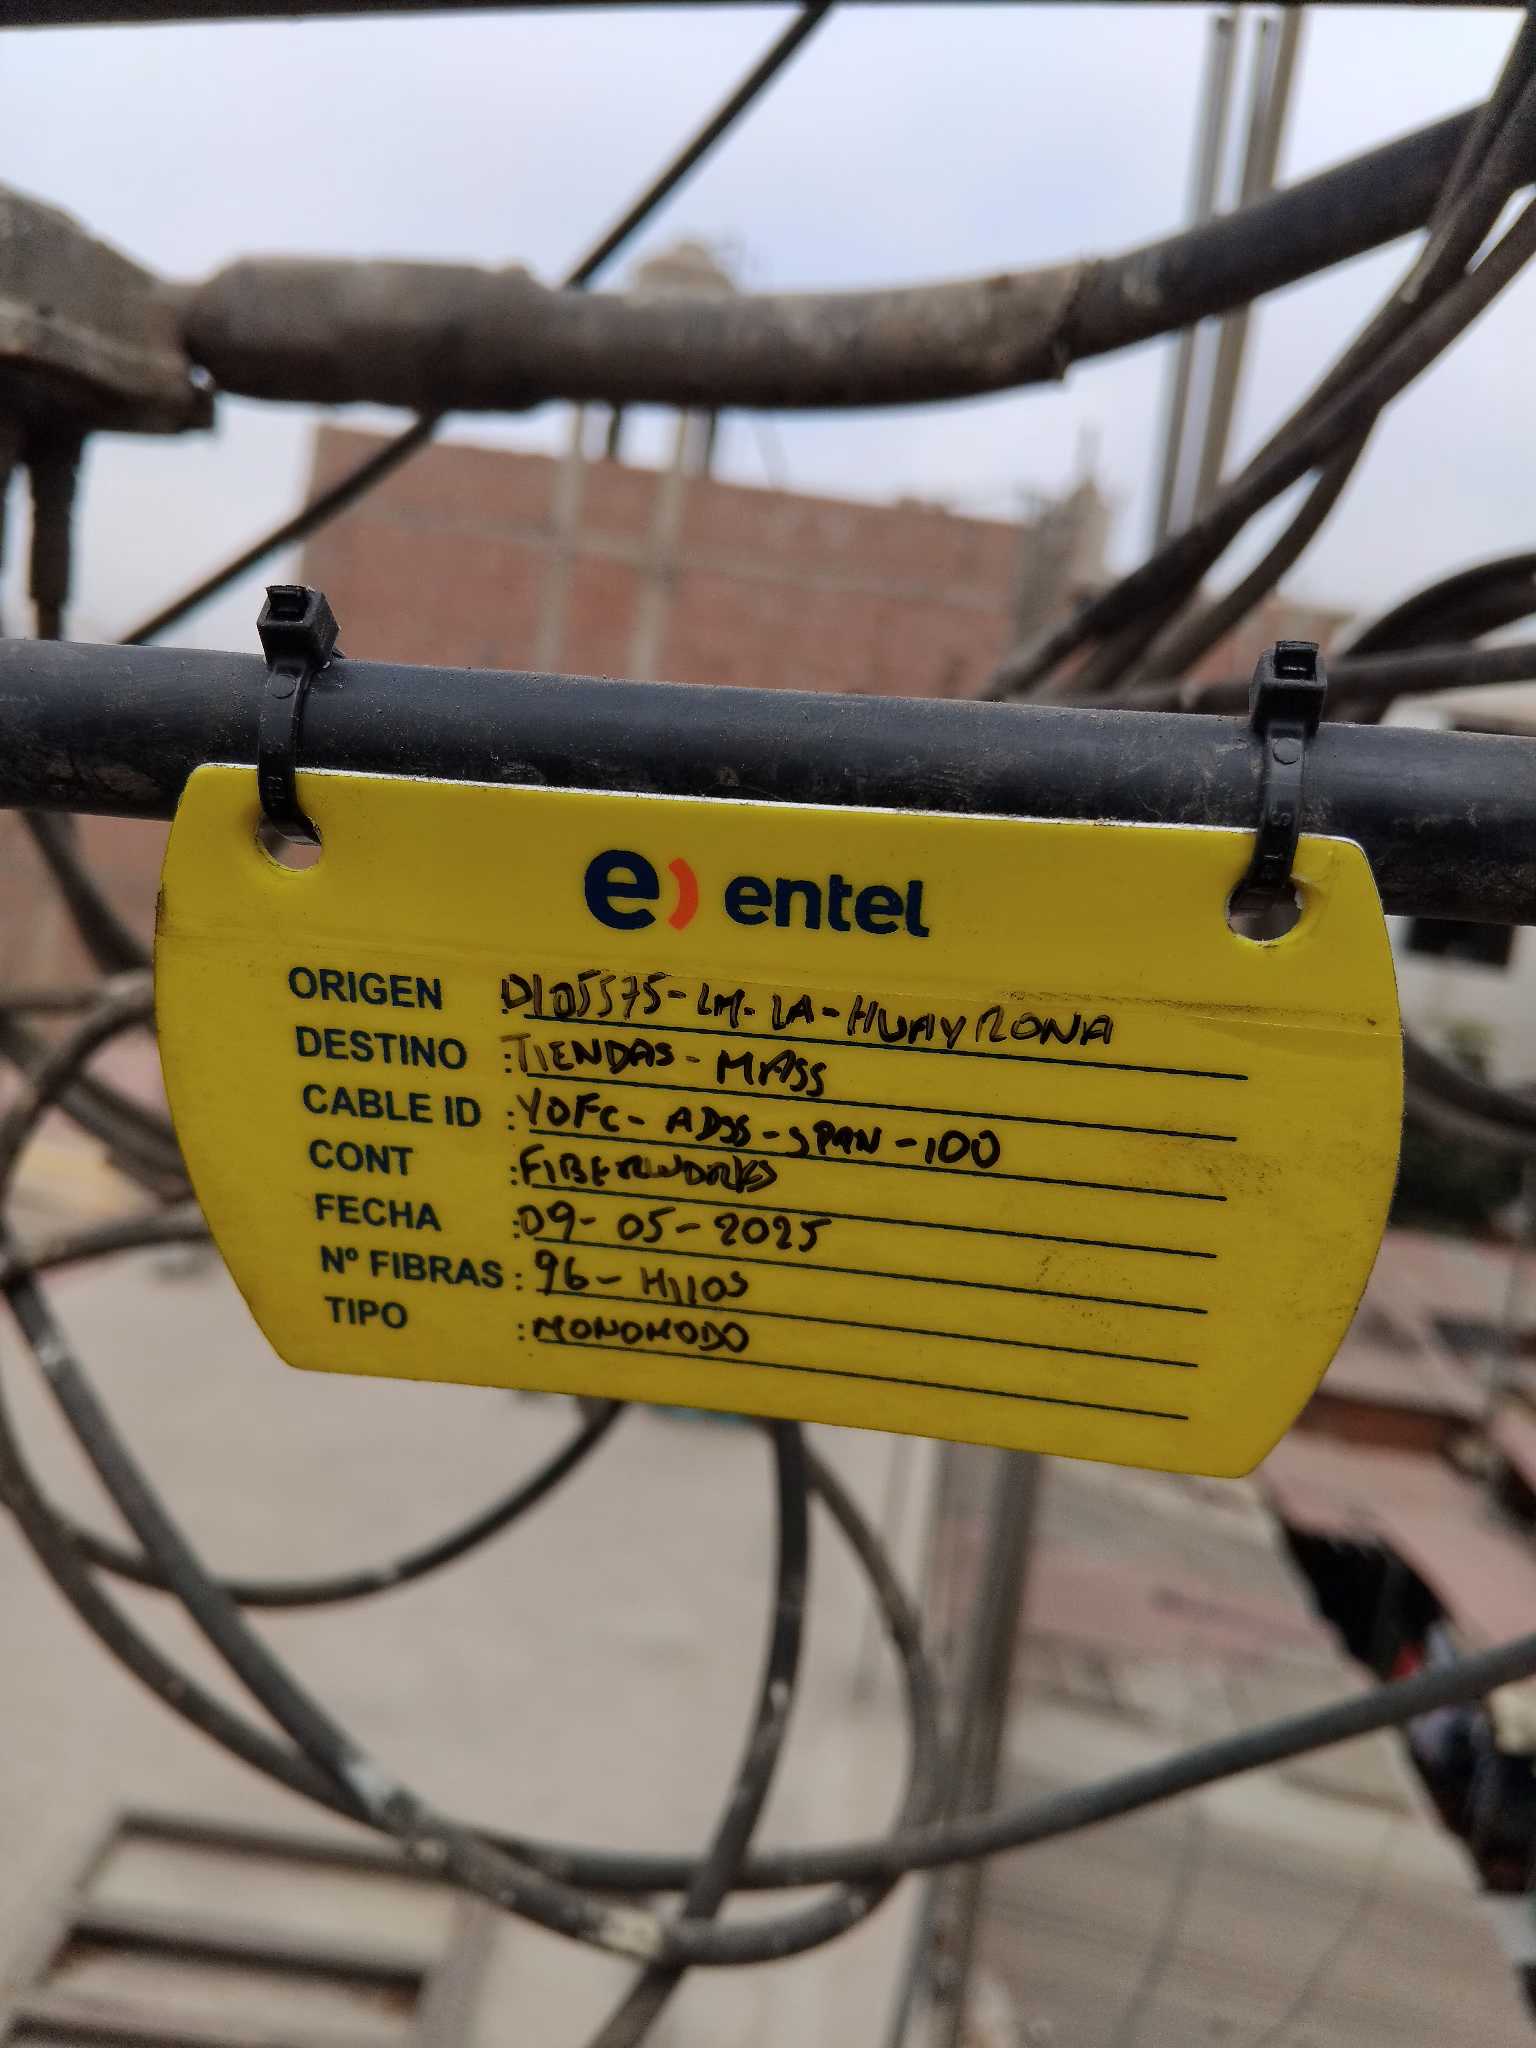 e) entel
ORIGEN : D105575-LM-LA-HUAYRONA
DESTINO : TIENDAS-MASS
CABLE ID : YOFC-ADSS-SPAN-100
CONT : FIBERWORKS
FECHA : 09-05-2025
Nº FIBRAS : 96-HILOS
TIPO : MONOMODO